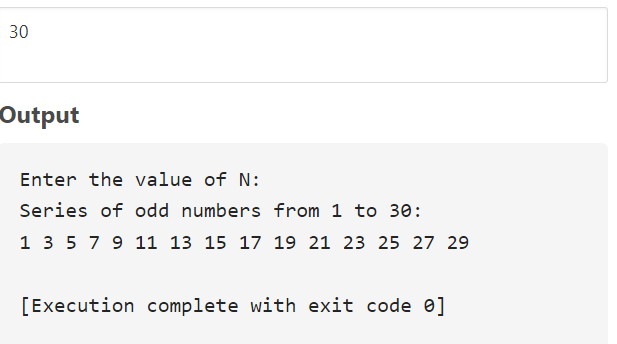 30
Output
Enter the value of N:
Series of odd numbers from 1 to 30:
1 3 5 7 9 11 13 15 17 19 21 23 25 27 29
[Execution complete with exit code 0]